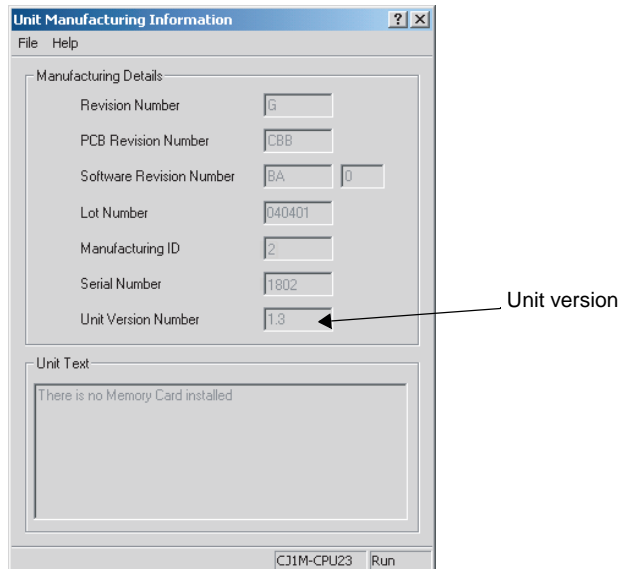 Unit Manufacturing Information
File Help
Manufacturing Details
Revision Number G
PCB Revision Number CBB
Software Revision Number BA 0
Lot Number 040401
Manufacturing ID 2
Serial Number 1802
Unit Version Number 1.3
Unit version
Unit Text
There is no Memory Card installed
CJ1M-CPU23 Run